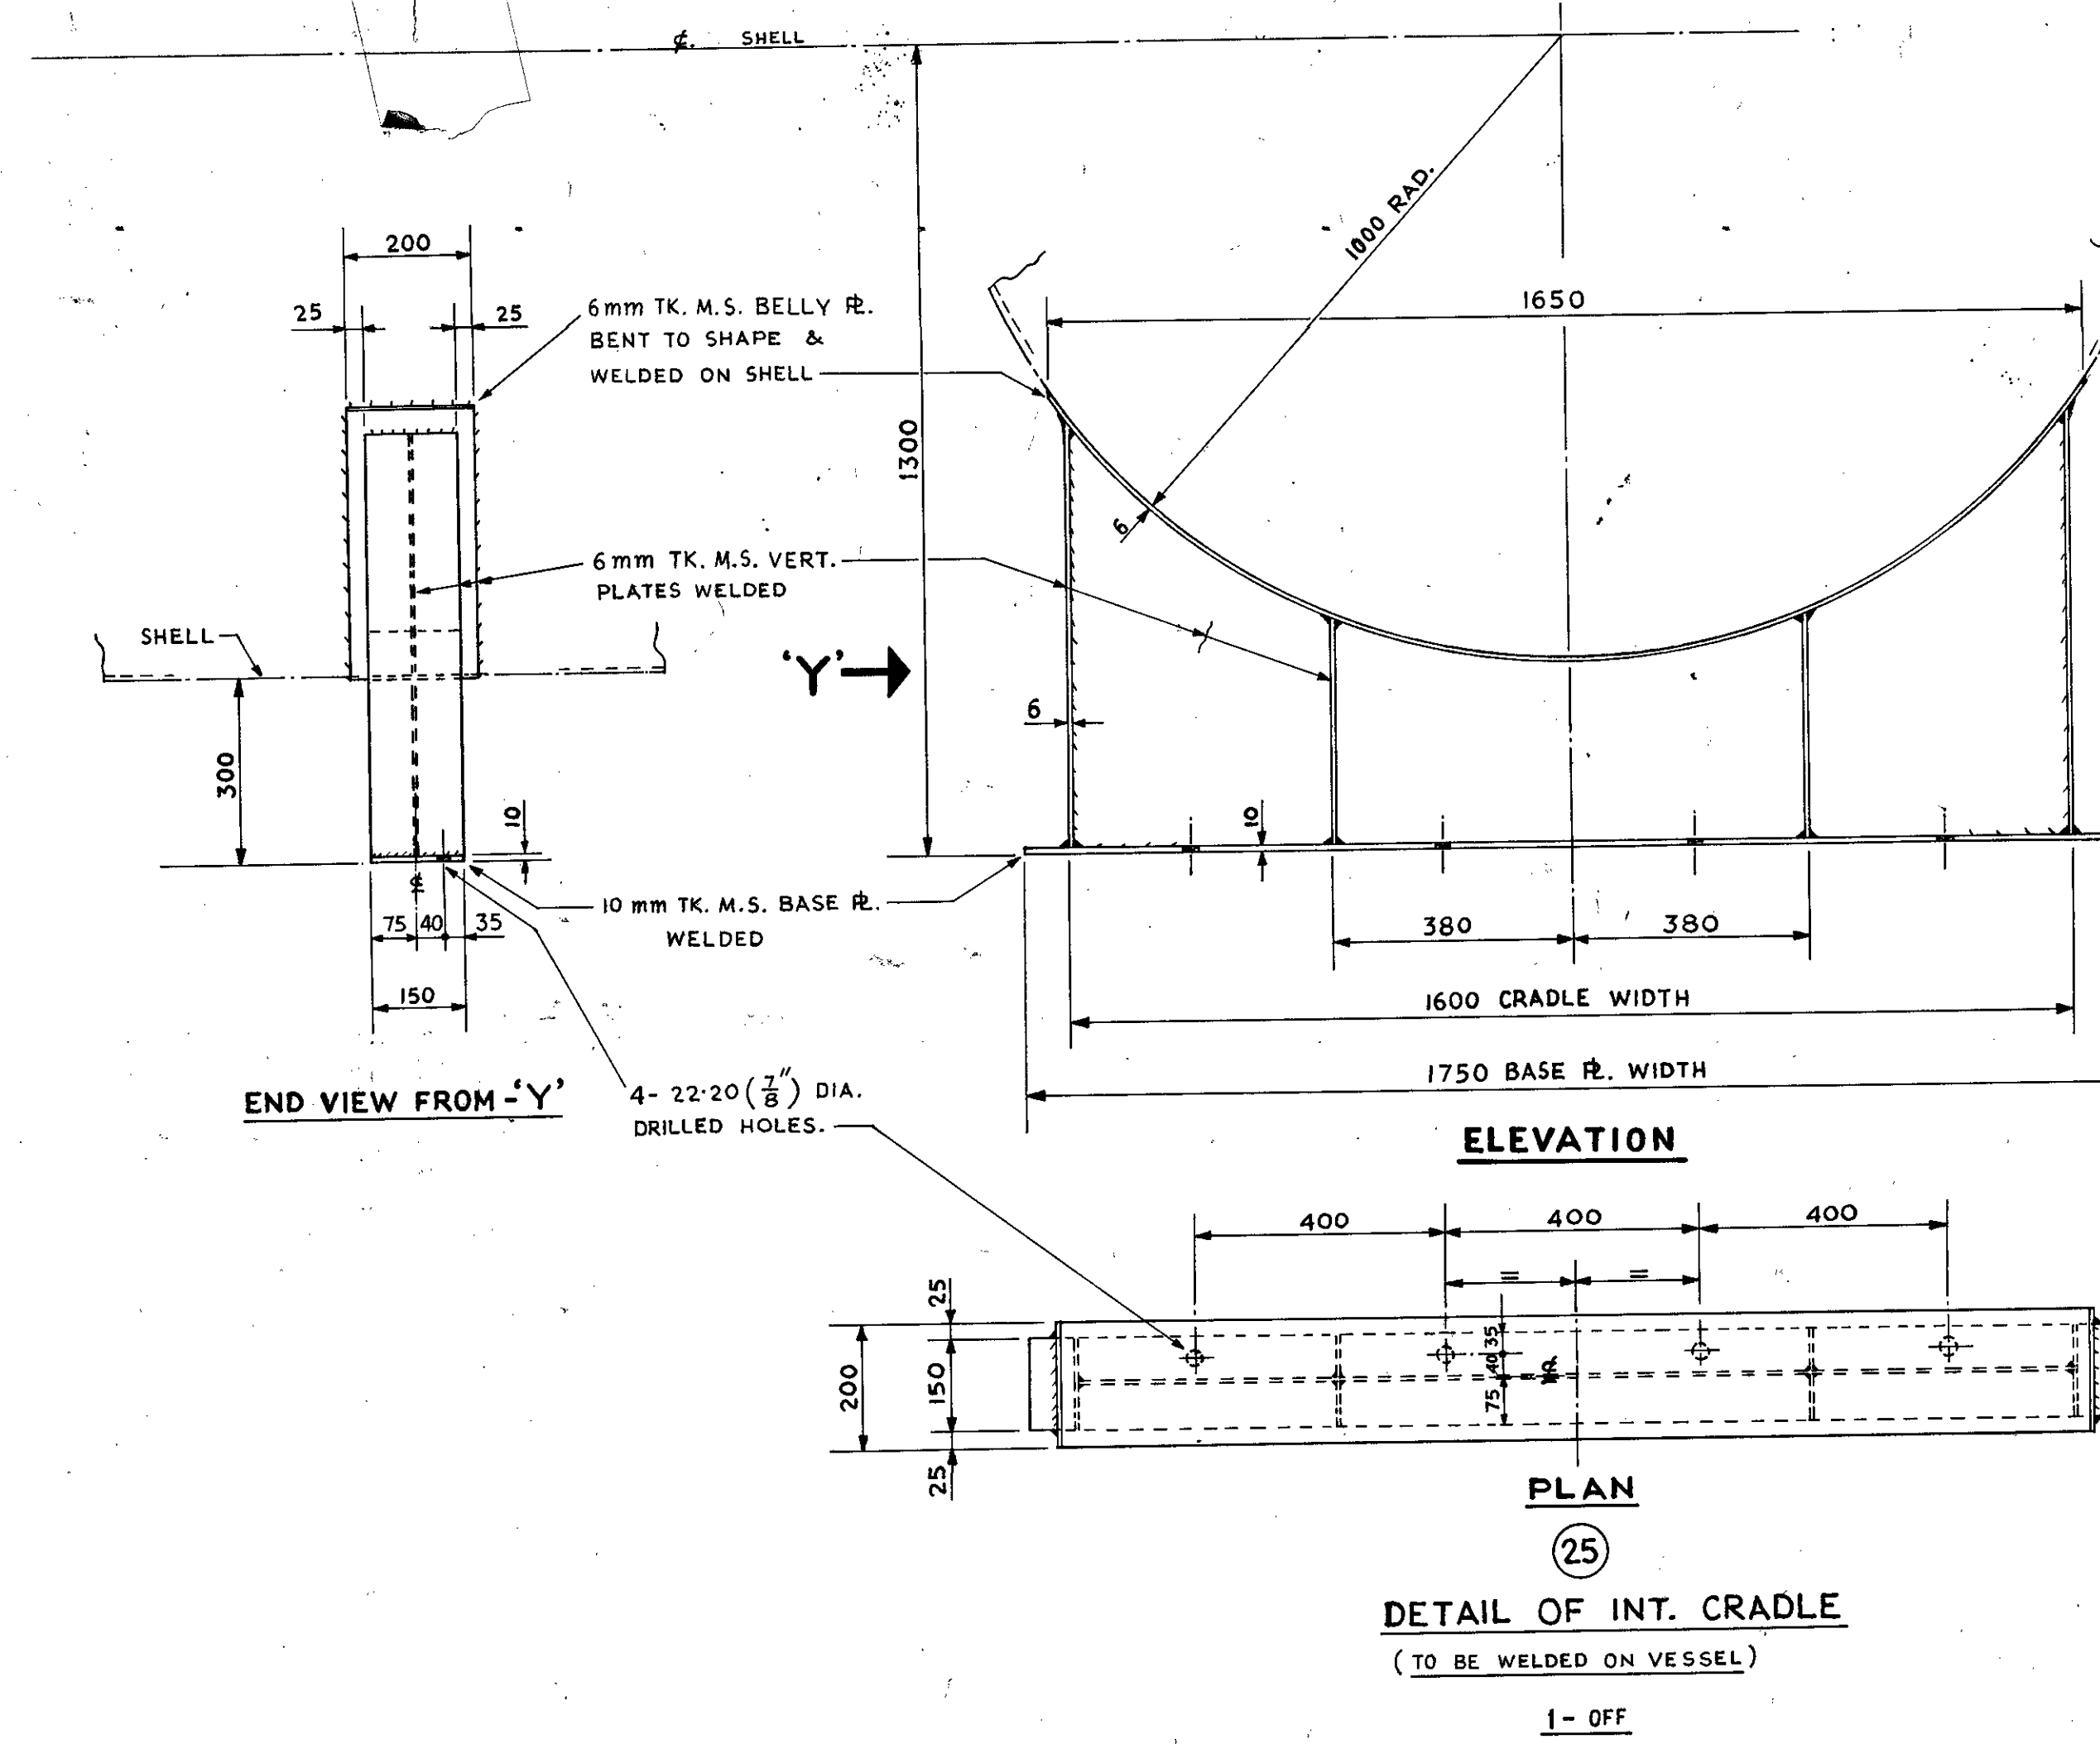 ℄. SHELL
1000 RAD.
200
25
25
6mm TK. M.S. BELLY ⅊.
BENT TO SHAPE &
WELDED ON SHELL
1650
1300
6
6mm TK. M.S. VERT.
PLATES WELDED
SHELL
'Y'
6
300
10
10
10 mm TK. M.S. BASE ⅊.
WELDED
℄
75 40 35
150
380
380
1600 CRADLE WIDTH
1750 BASE ⅊. WIDTH
END VIEW FROM-'Y'
4- 22·20 (7/8") DIA.
DRILLED HOLES.
ELEVATION
400
400
400
=
=
25
200
150
25
35
40
75
℄
PLAN
25
DETAIL OF INT. CRADLE
(TO BE WELDED ON VESSEL)
1- OFF